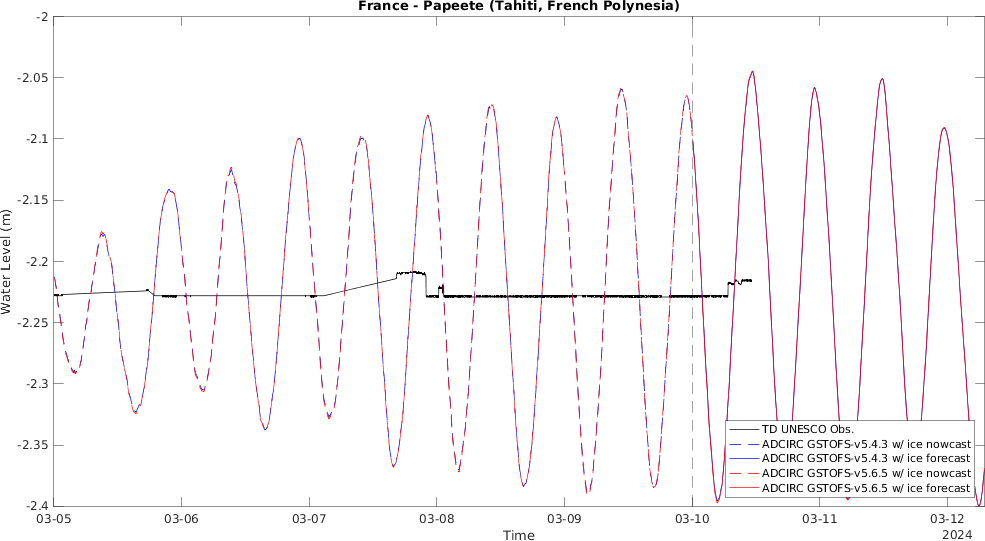 France - Papeete (Tahiti, French Polynesia)
-2
-2.05
-2.1
-2.15
-2.2
-2.25
-2.3
-2.35
-2.4
Water Level (m)
TD UNESCO Obs.
ADCIRC GSTOFS-v5.4.3 w/ ice nowcast
ADCIRC GSTOFS-v5.4.3 w/ ice forecast
ADCIRC GSTOFS-v5.6.5 w/ ice nowcast
ADCIRC GSTOFS-v5.6.5 w/ ice forecast
03-05 03-06 03-07 03-08 03-09 03-10 03-11 03-12
Time
2024